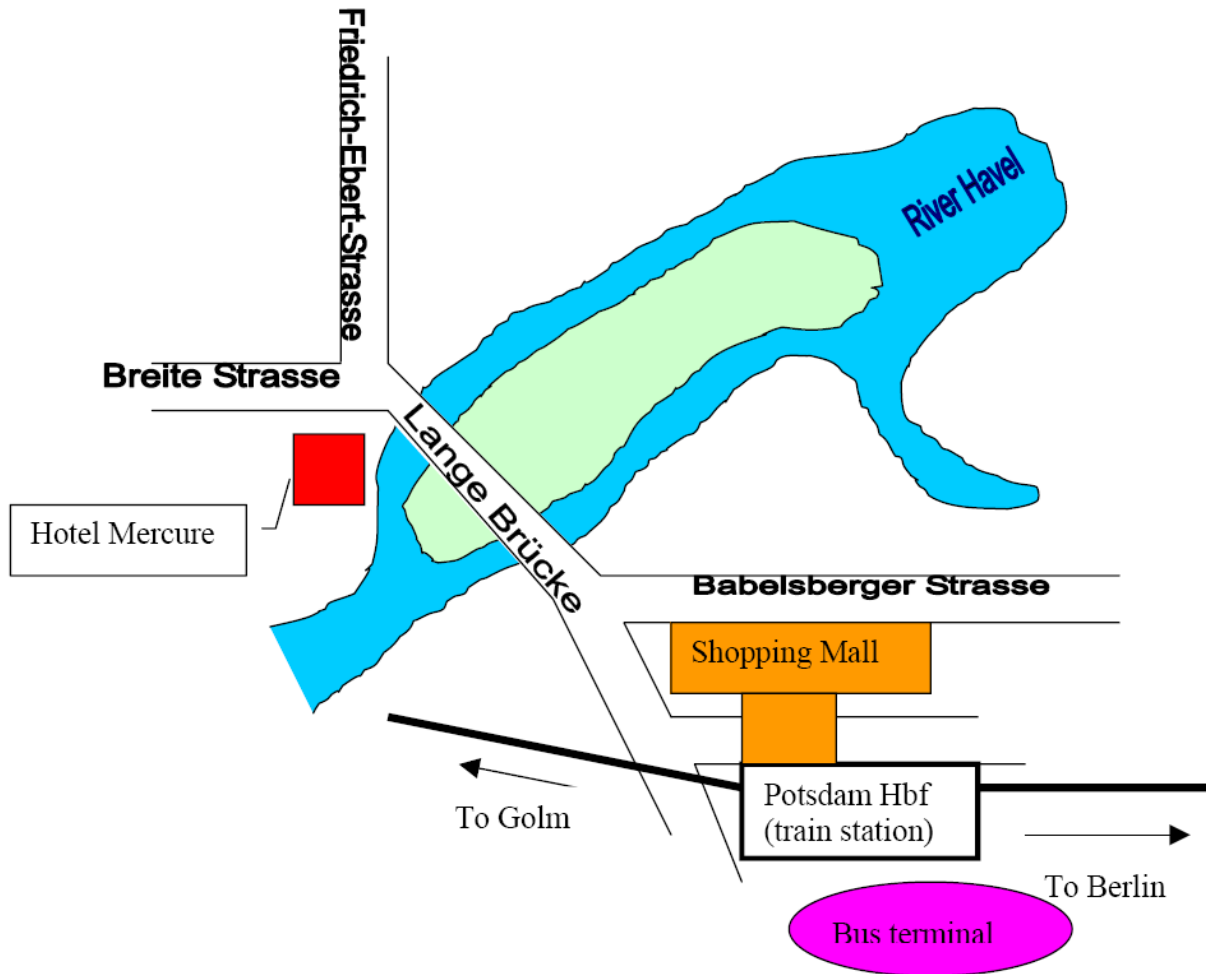 Friedrich-Ebert-Strasse
River Havel
Breite Strasse
Lange Brücke
Hotel Mercure
Babelsberger Strasse
Shopping Mall
To Golm
Potsdam Hbf
(train station)
To Berlin
Bus terminal